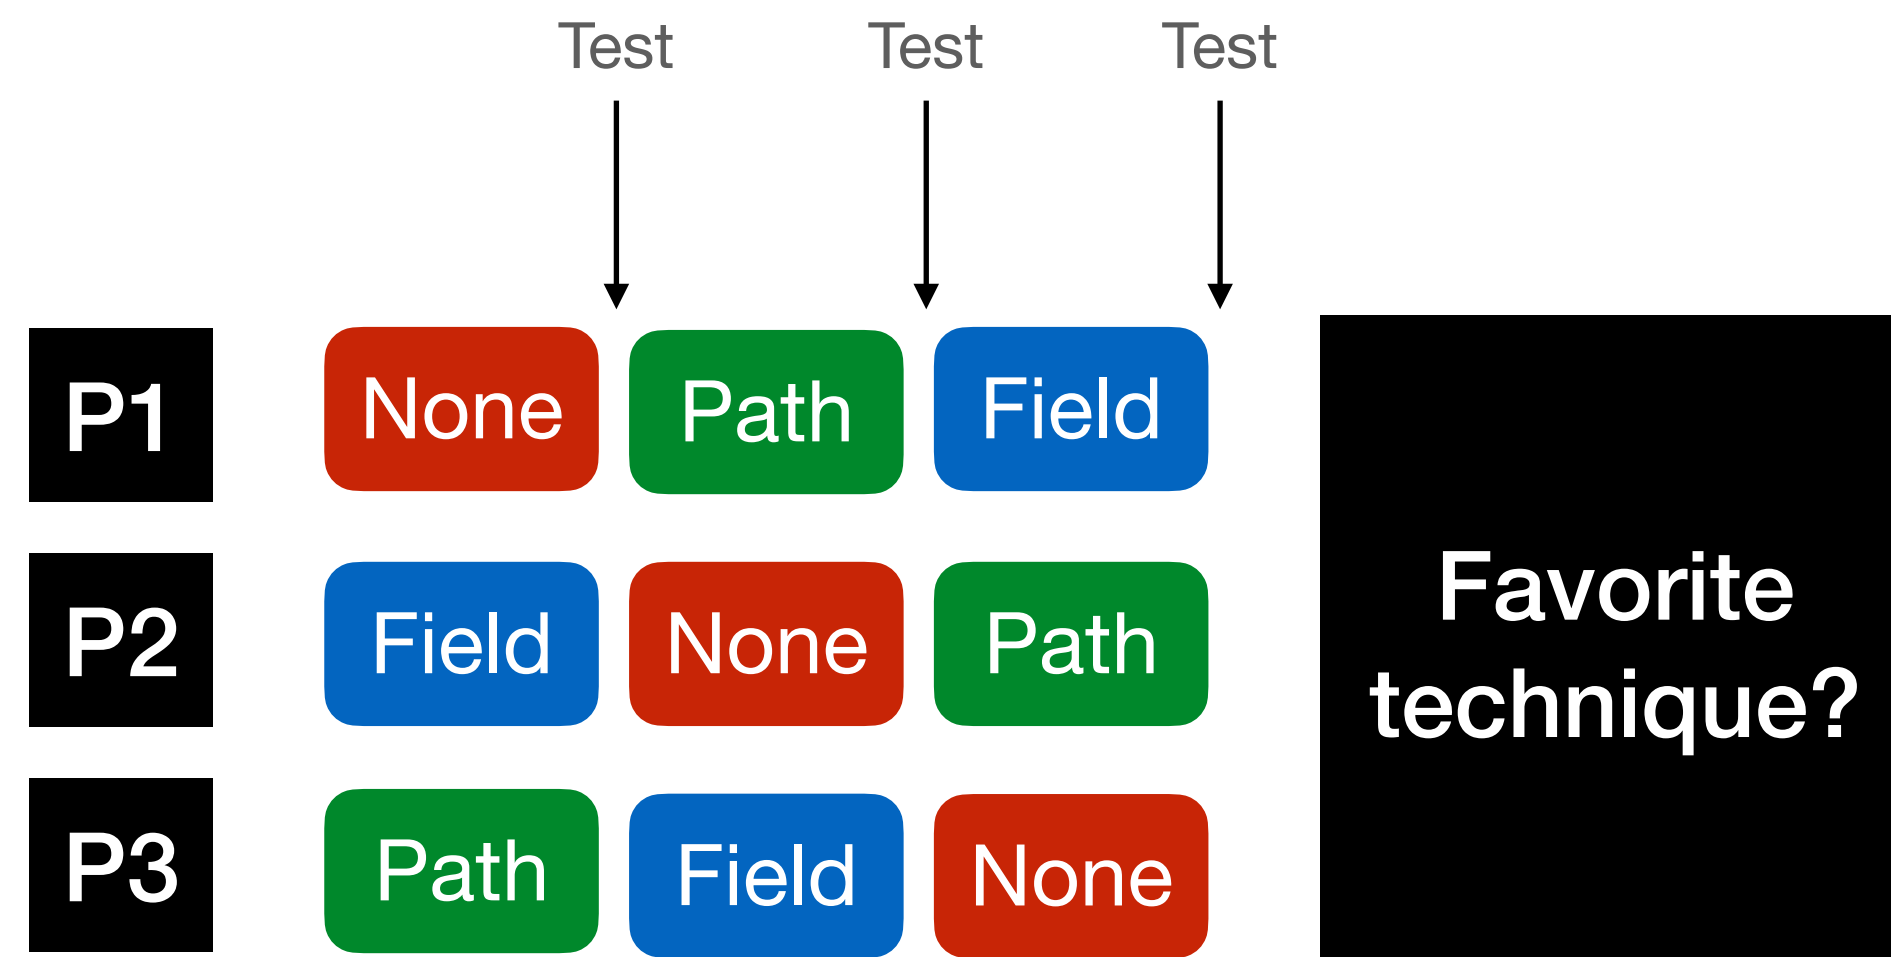 Test Test Test
P1 None Path Field
P2 Field None Path
P3 Path Field None
Favorite
technique?